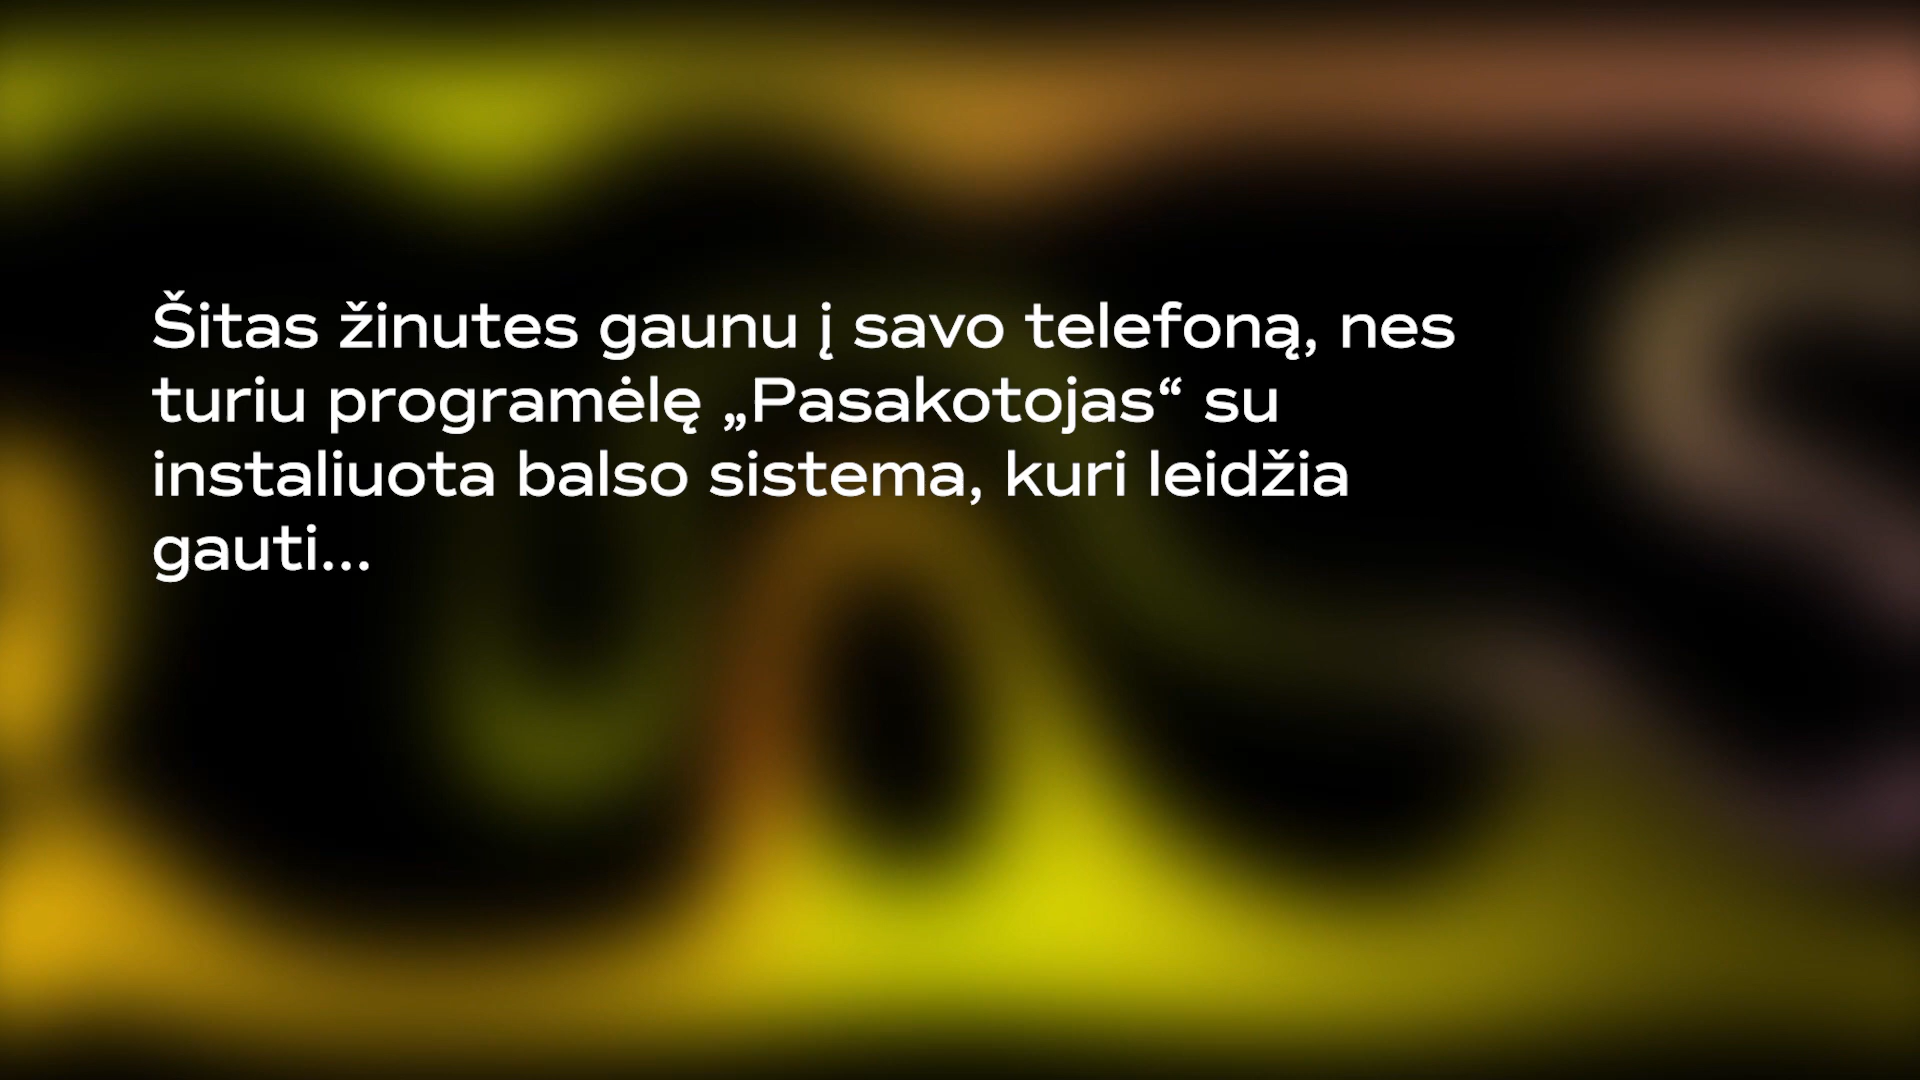 Šitas žinutes gaunu į savo telefoną, nes
turiu programėlę „Pasakotojas“ su
instaliuota balso sistema, kuri leidžia
gauti...